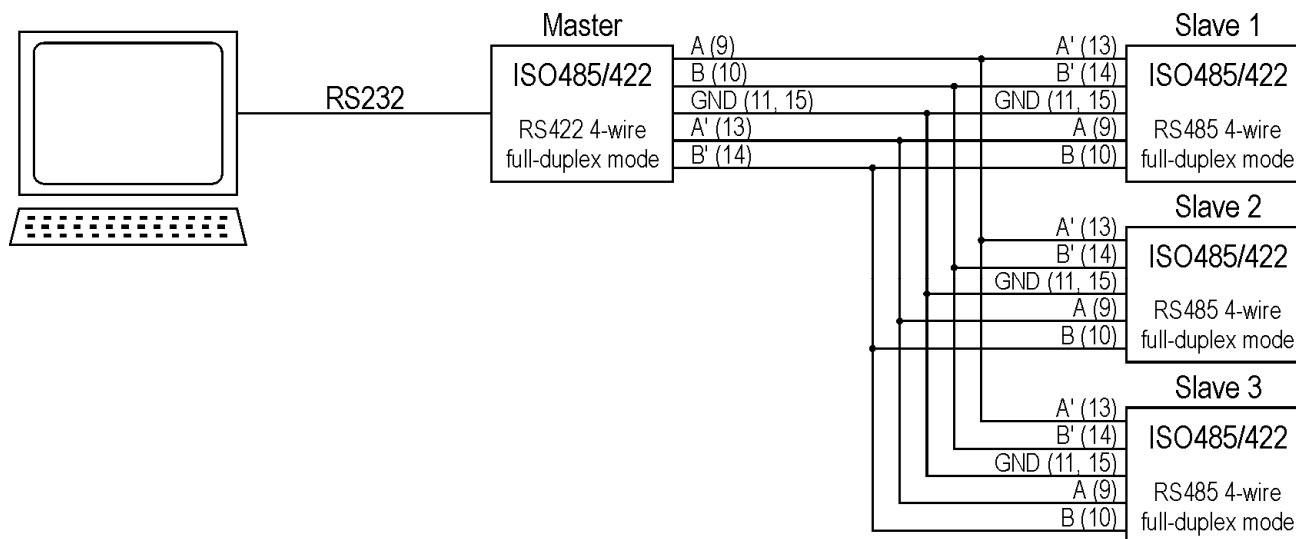 RS232
Master
ISO485/422
RS422 4-wire
full-duplex mode
A (9)
B (10)
GND (11, 15)
A' (13)
B' (14)
Slave 1
A' (13)
B' (14)
GND (11, 15)
A (9)
B (10)
ISO485/422
RS485 4-wire
full-duplex mode
Slave 2
A' (13)
B' (14)
GND (11, 15)
A (9)
B (10)
ISO485/422
RS485 4-wire
full-duplex mode
Slave 3
A' (13)
B' (14)
GND (11, 15)
A (9)
B (10)
ISO485/422
RS485 4-wire
full-duplex mode